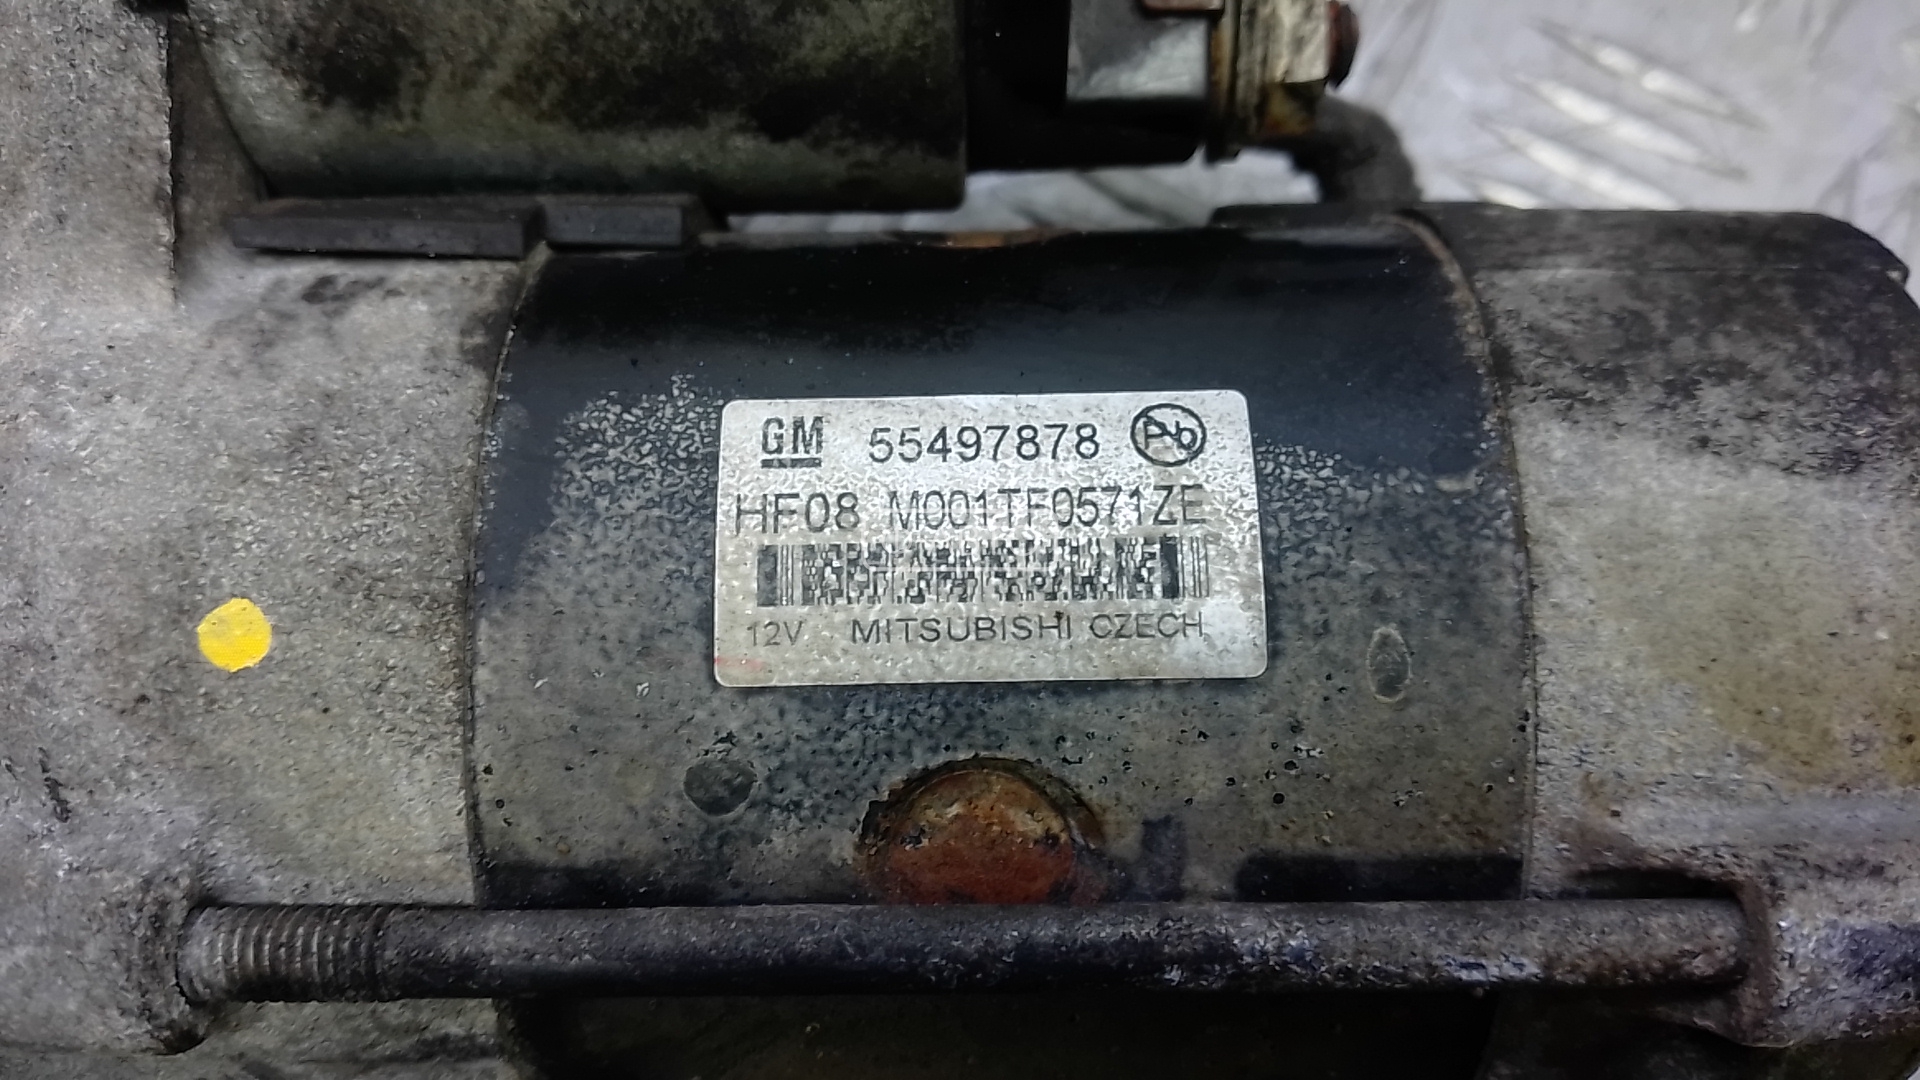 GM 55497878 Pb
HF08 M001TF0571ZE
12V MITSUBISHI CZECH